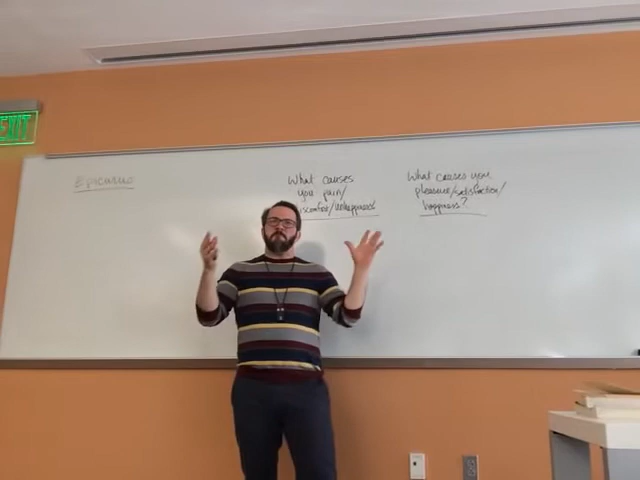 EXIT
Epicurus
What causes
you pain/
discomfort/unhappiness?
What causes you
pleasure/satisfaction/
happiness?